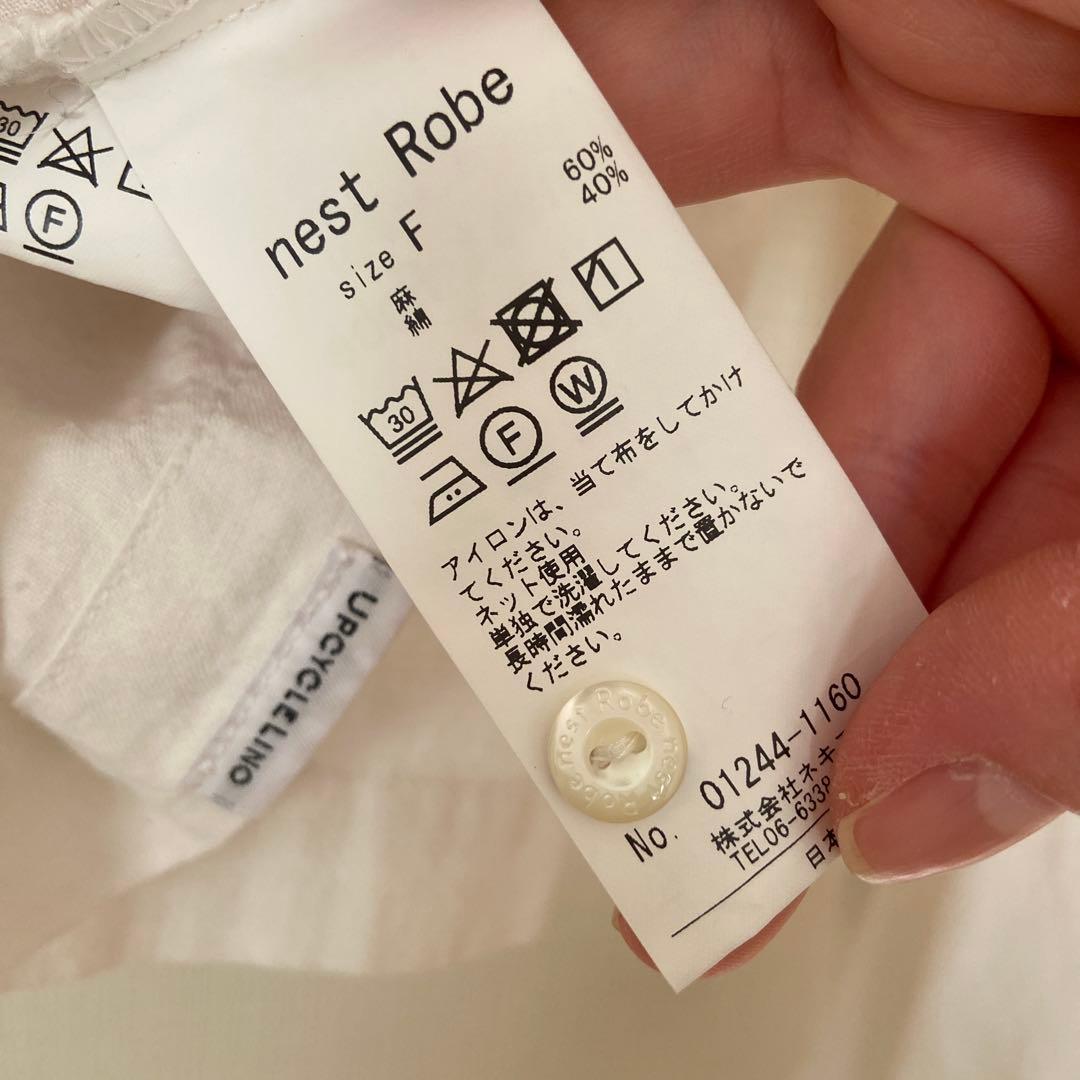 nest Robe
size F
麻 60%
綿 40%
30
F
W
アイロンは、当て布をしてかけ
てください。
ネット使用
単独で洗濯してください。
長時間濡れたままで置かないで
ください。
nest Robe
No. 01244-1160
株式会社ネキ
TEL06-633
日本
UPCYCLELINO
30
F